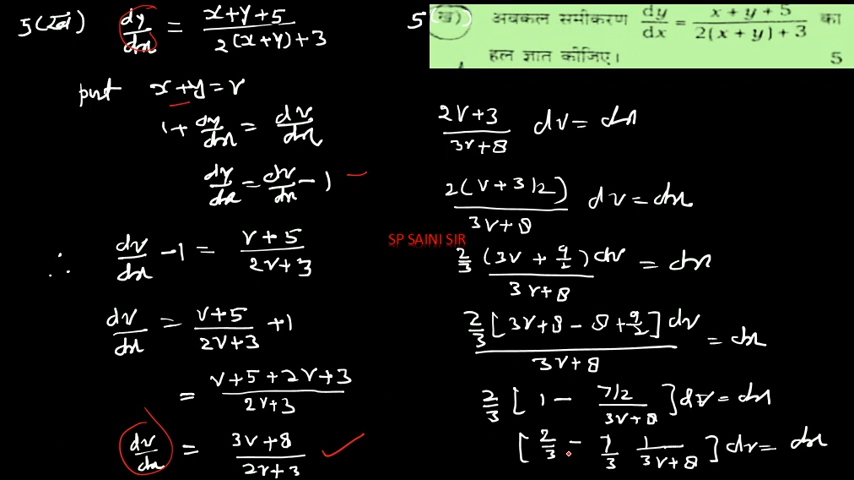 5(ख) dy/dx = x+y+5 / 2(x+y)+3
put x+y=v
1+dy/dx = dv/dx
dy/dx = dv/dx - 1
∴ dv/dx - 1 = v+5 / 2v+3
dv/dx = v+5 / 2v+3 + 1
= v+5+2v+3 / 2v+3
dv/dx = 3v+8 / 2v+3
5 ख) अवकल समीकरण dy/dx = x + y + 5 / 2(x + y) + 3 का
हल ज्ञात कीजिए। 5
2v+3 / 3v+8 dv = dx
2(v+3/2) / 3v+8 dv = dx
SP SAINI SIR
2/3 (3v+9/2) dv / 3v+8 = dx
2/3 [3v+8-8+9/2] dv / 3v+8 = dx
2/3 [1 - 7/2 / 3v+8] dv = dx
[2/3 - 7/3 1/3v+8] dv = dx